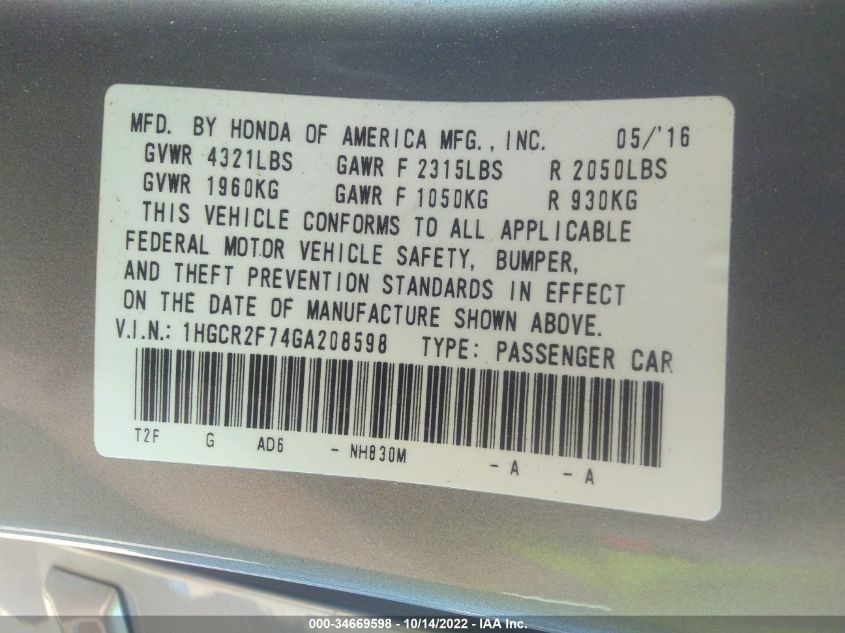 MFD. BY HONDA OF AMERICA MFG., INC. 05/'16
GVWR 4321LBS GAWR F 2315LBS R 2050LBS
GVWR 1960KG GAWR F 1050KG R 930KG
THIS VEHICLE CONFORMS TO ALL APPLICABLE
FEDERAL MOTOR VEHICLE SAFETY, BUMPER,
AND THEFT PREVENTION STANDARDS IN EFFECT
ON THE DATE OF MANUFACTURE SHOWN ABOVE.
V.I.N.: 1HGCR2F74GA208598 TYPE: PASSENGER CAR
T2F G AD6 - NH830M - A - A
000-34669598 - 10/14/2022 - IAA Inc.